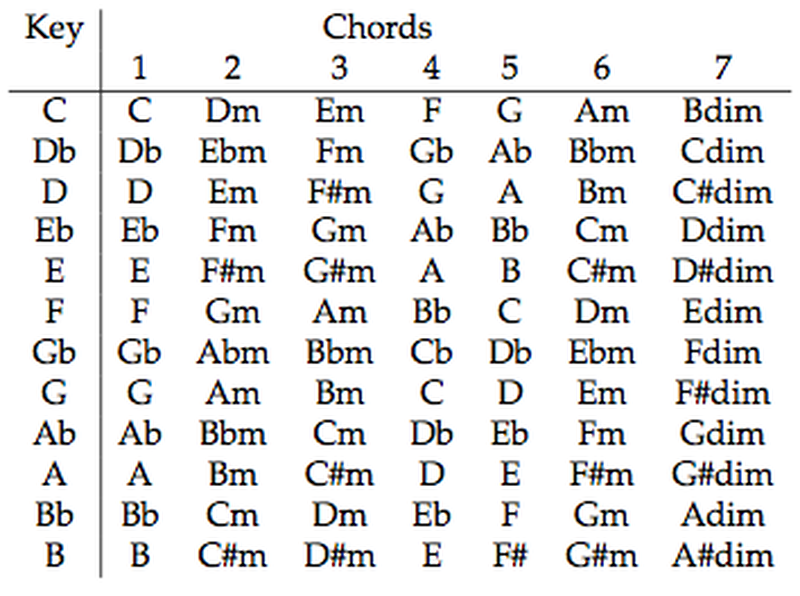 Key Chords
1 2 3 4 5 6 7
C C Dm Em F G Am Bdim
Db Db Ebm Fm Gb Ab Bbm Cdim
D D Em F#m G A Bm C#dim
Eb Eb Fm Gm Ab Bb Cm Ddim
E E F#m G#m A B C#m D#dim
F F Gm Am Bb C Dm Edim
Gb Gb Abm Bbm Cb Db Ebm Fdim
G G Am Bm C D Em F#dim
Ab Ab Bbm Cm Db Eb Fm Gdim
A A Bm C#m D E F#m G#dim
Bb Bb Cm Dm Eb F Gm Adim
B B C#m D#m E F# G#m A#dim